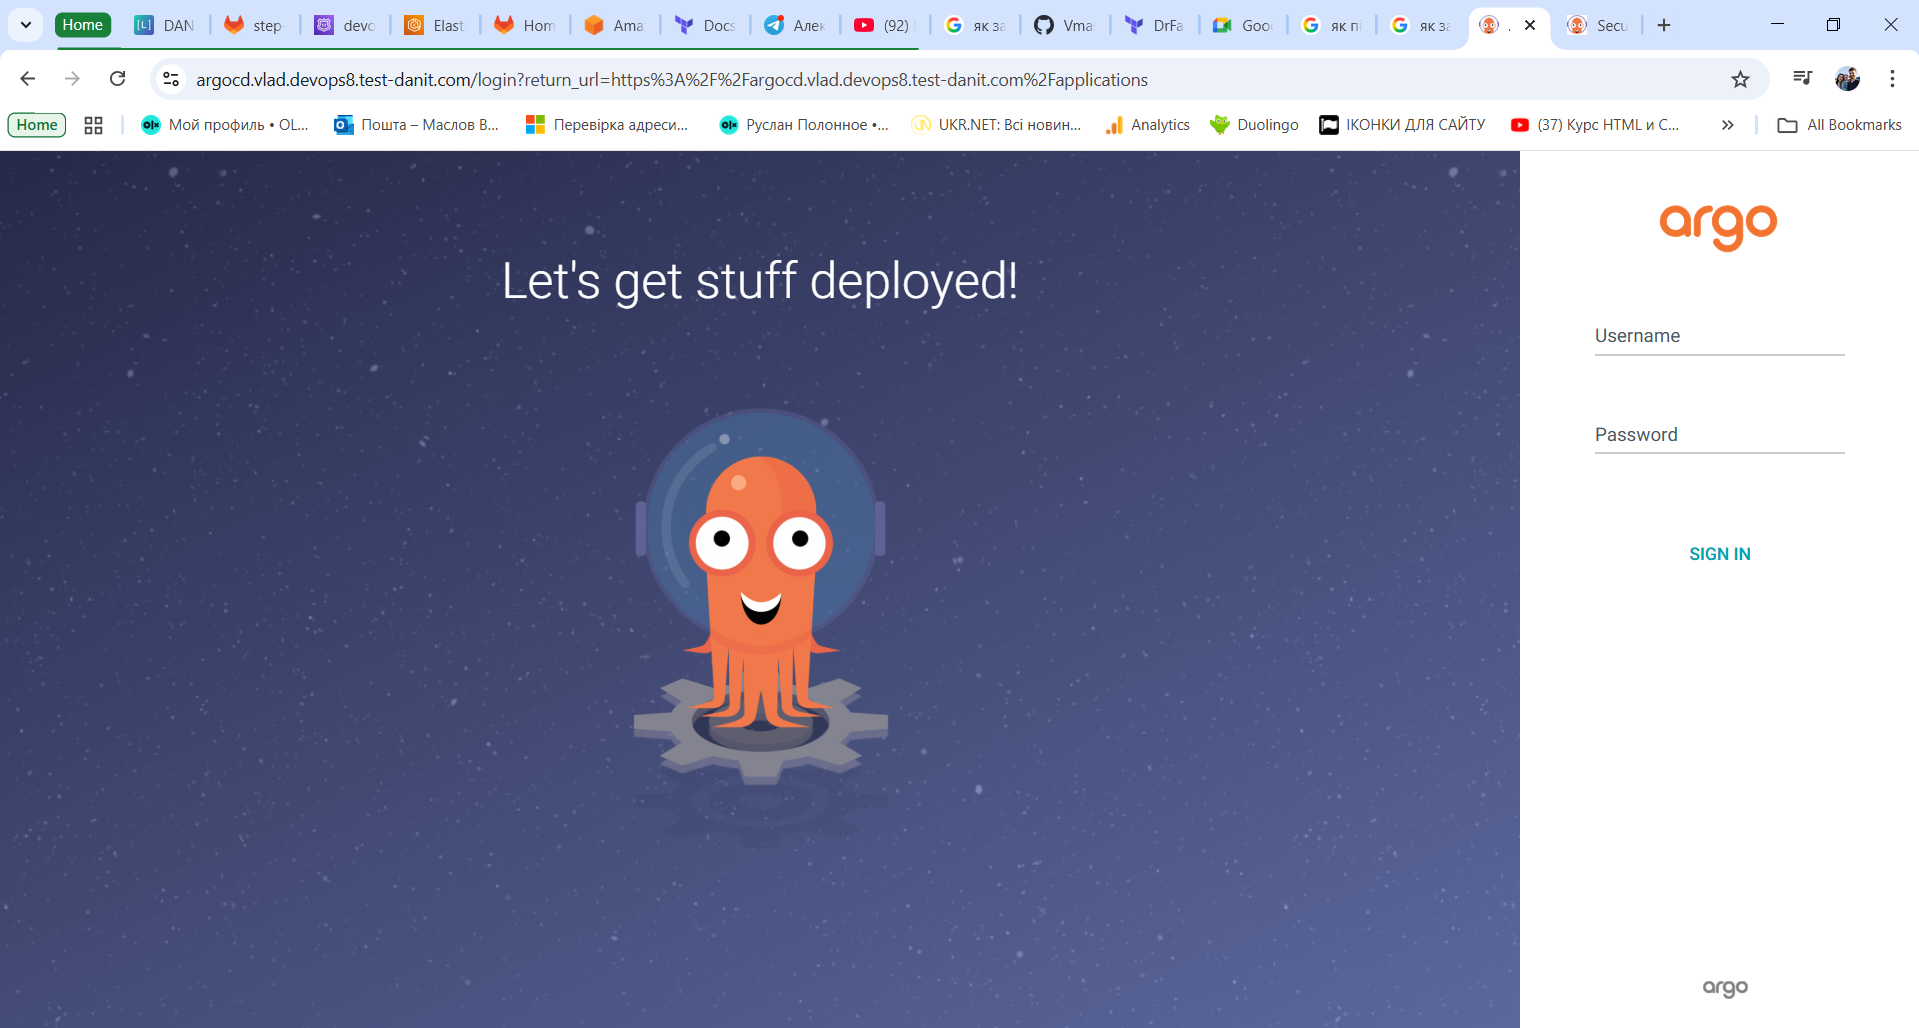 Home
DAN
step-
devo
Elast
Hom
Ama
Docs
Алек
(92)
як за
Vma
DrFa
Goo
як пі
як за
Secu
argocd.vlad.devops8.test-danit.com/login?return_url=https%3A%2F%2Fargocd.vlad.devops8.test-danit.com%2Fapplications
Home
Мой профиль • OL...
Пошта – Маслов В...
Перевірка адреси...
Руслан Полонное •...
UKR.NET: Всі новин...
Analytics
Duolingo
ІКОНКИ ДЛЯ САЙТУ
(37) Курс HTML и C...
All Bookmarks
Let's get stuff deployed!
argo
Username
Password
SIGN IN
argo